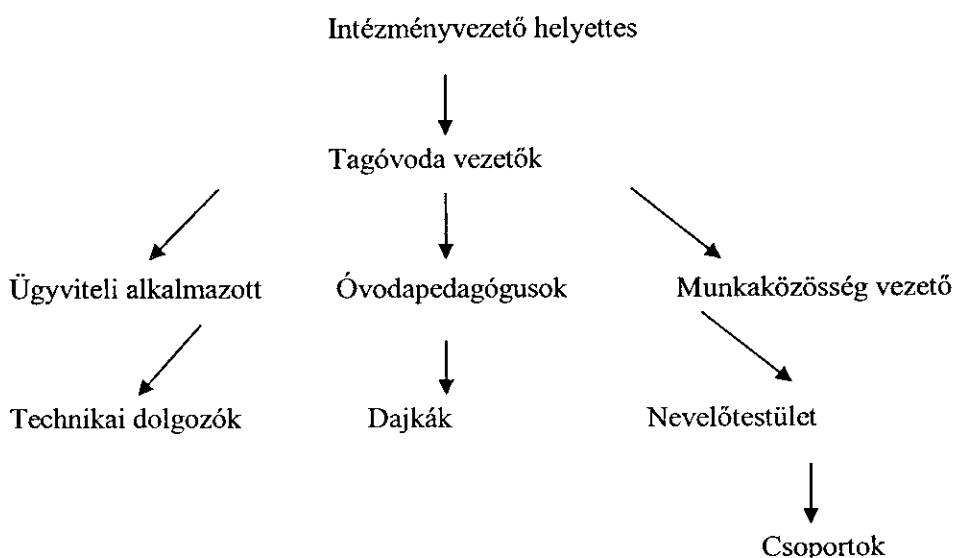 Intézményvezető helyettes
Tagóvoda vezetők
Ügyviteli alkalmazott
Óvodapedagógusok
Munkaközösség vezető
Technikai dolgozók
Dajkák
Nevelőtestület
Csoportok